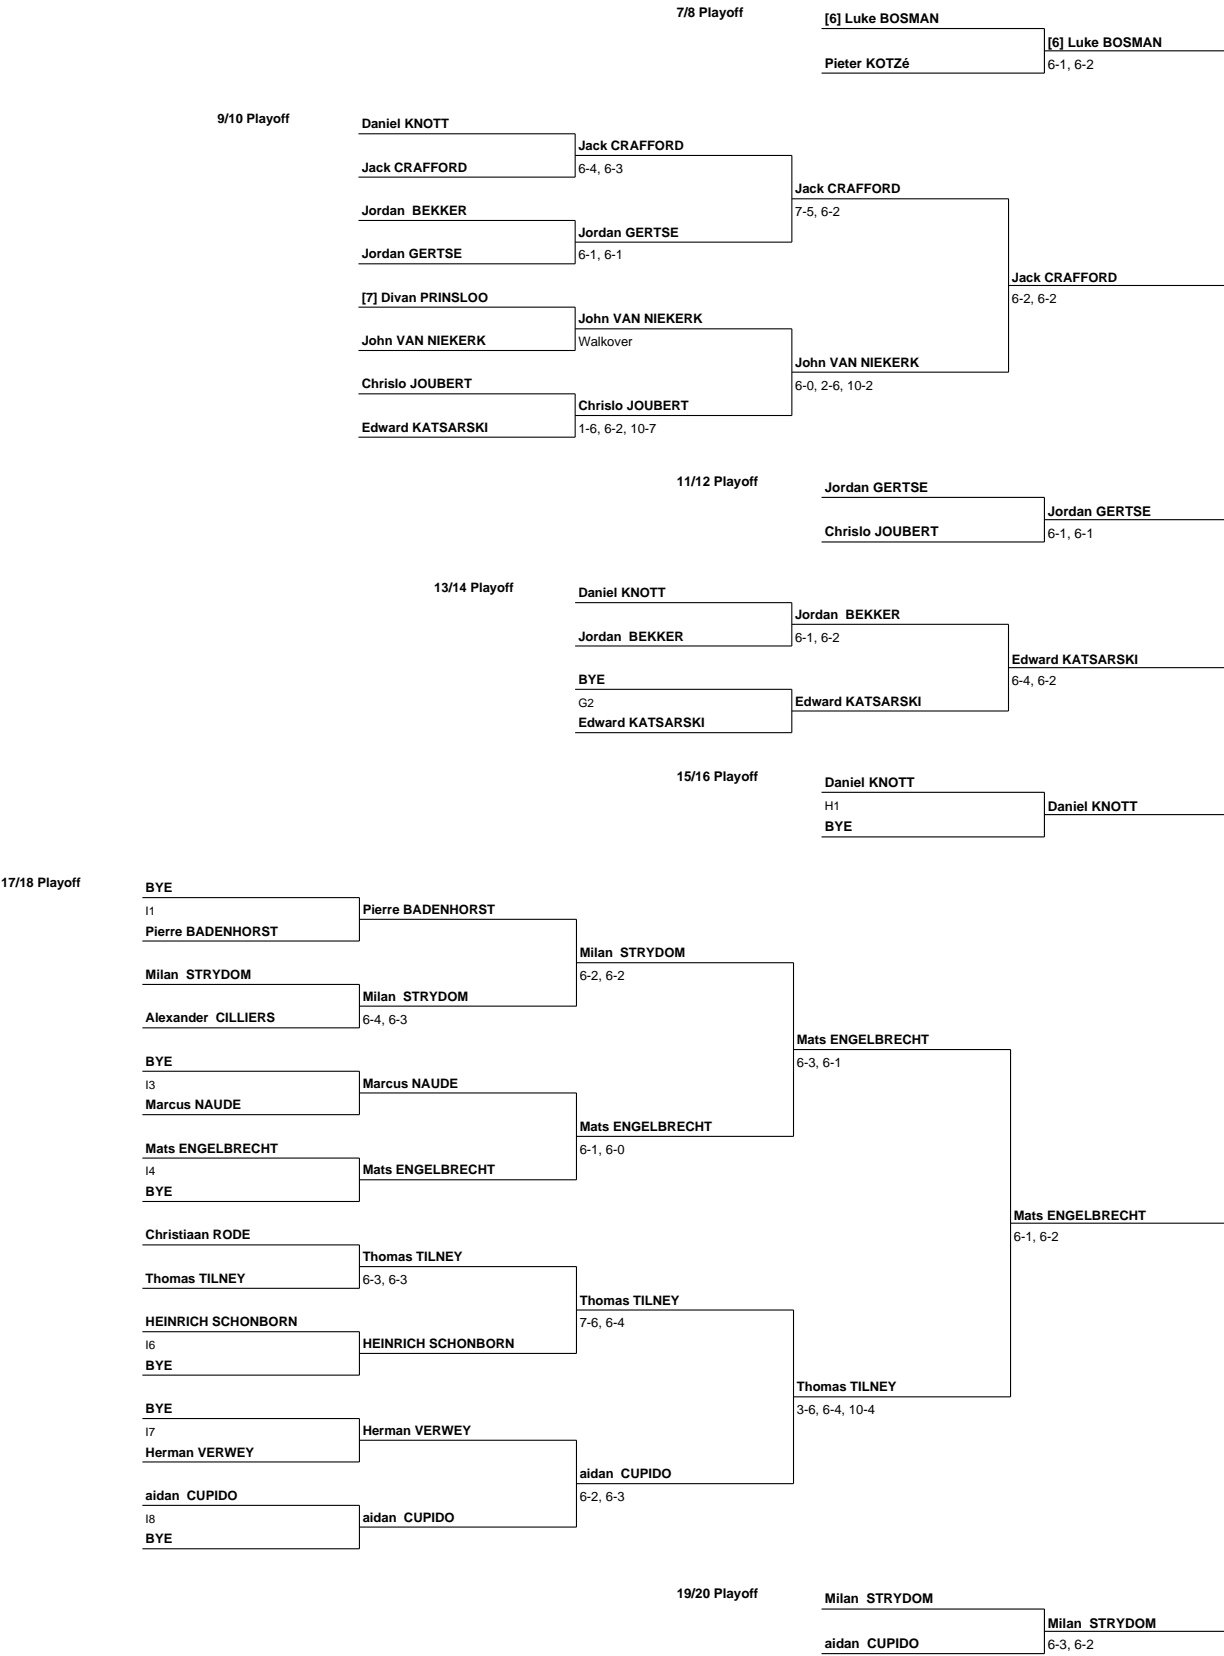 7/8 Playoff
[6] Luke BOSMAN
[6] Luke BOSMAN
Pieter KOTZé
6-1, 6-2
9/10 Playoff
Daniel KNOTT
Jack CRAFFORD
Jack CRAFFORD
6-4, 6-3
Jack CRAFFORD
Jordan  BEKKER
7-5, 6-2
Jordan GERTSE
Jordan GERTSE
6-1, 6-1
Jack CRAFFORD
[7] Divan PRINSLOO
6-2, 6-2
John VAN NIEKERK
John VAN NIEKERK
Walkover
John VAN NIEKERK
Chrislo JOUBERT
6-0, 2-6, 10-2
Chrislo JOUBERT
Edward KATSARSKI
1-6, 6-2, 10-7
11/12 Playoff
Jordan GERTSE
Jordan GERTSE
Chrislo JOUBERT
6-1, 6-1
13/14 Playoff
Daniel KNOTT
Jordan  BEKKER
Jordan  BEKKER
6-1, 6-2
Edward KATSARSKI
BYE
6-4, 6-2
G2
Edward KATSARSKI
Edward KATSARSKI
15/16 Playoff
Daniel KNOTT
H1
Daniel KNOTT
BYE
17/18 Playoff
BYE
I1
Pierre BADENHORST
Pierre BADENHORST
Milan  STRYDOM
Milan  STRYDOM
6-2, 6-2
Milan  STRYDOM
Alexander  CILLIERS
6-4, 6-3
Mats ENGELBRECHT
BYE
6-3, 6-1
I3
Marcus NAUDE
Marcus NAUDE
Mats ENGELBRECHT
Mats ENGELBRECHT
6-1, 6-0
I4
Mats ENGELBRECHT
BYE
Mats ENGELBRECHT
Christiaan RODE
6-1, 6-2
Thomas TILNEY
Thomas TILNEY
6-3, 6-3
Thomas TILNEY
HEINRICH SCHONBORN
7-6, 6-4
I6
HEINRICH SCHONBORN
BYE
Thomas TILNEY
BYE
3-6, 6-4, 10-4
I7
Herman VERWEY
Herman VERWEY
aidan  CUPIDO
aidan  CUPIDO
6-2, 6-3
I8
aidan  CUPIDO
BYE
19/20 Playoff
Milan  STRYDOM
Milan  STRYDOM
aidan  CUPIDO
6-3, 6-2